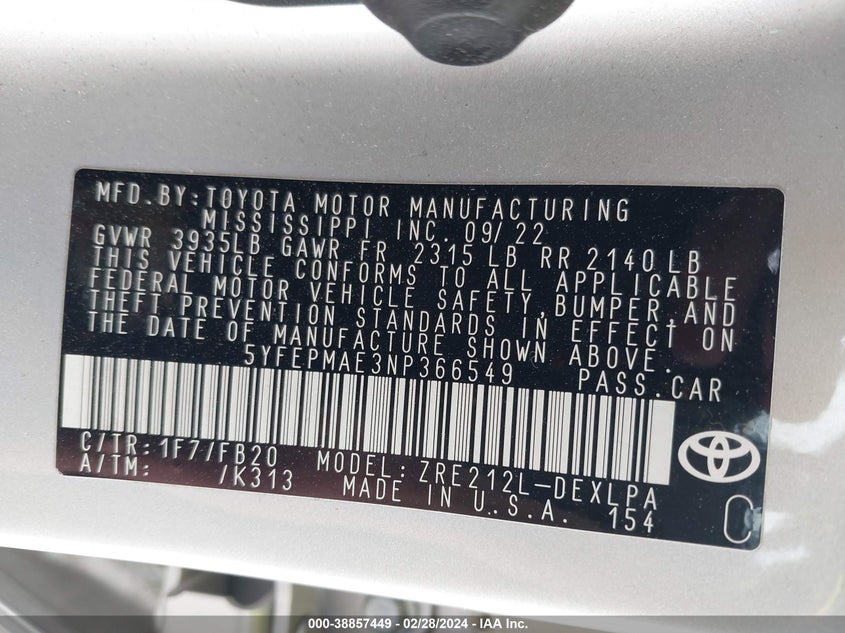 MFD. BY: TOYOTA MOTOR MANUFACTURING
MISSISSIPPI INC. 09/22
GVWR 3935LB GAWR FR 2315 LB RR 2140 LB
THIS VEHICLE CONFORMS TO ALL APPLICABLE
FEDERAL MOTOR VEHICLE SAFETY, BUMPER, AND
THEFT PREVENTION STANDARDS IN EFFECT ON
THE DATE OF MANUFACTURE SHOWN ABOVE.
5YFEPMAE3NP366549 PASS. CAR
C/TR: 1F7/FB20 MODEL: ZRE212L-DEXLPA
A/TM: /K313 MADE IN U.S.A. 154
C
000-38857449 - 02/28/2024 - IAA Inc.